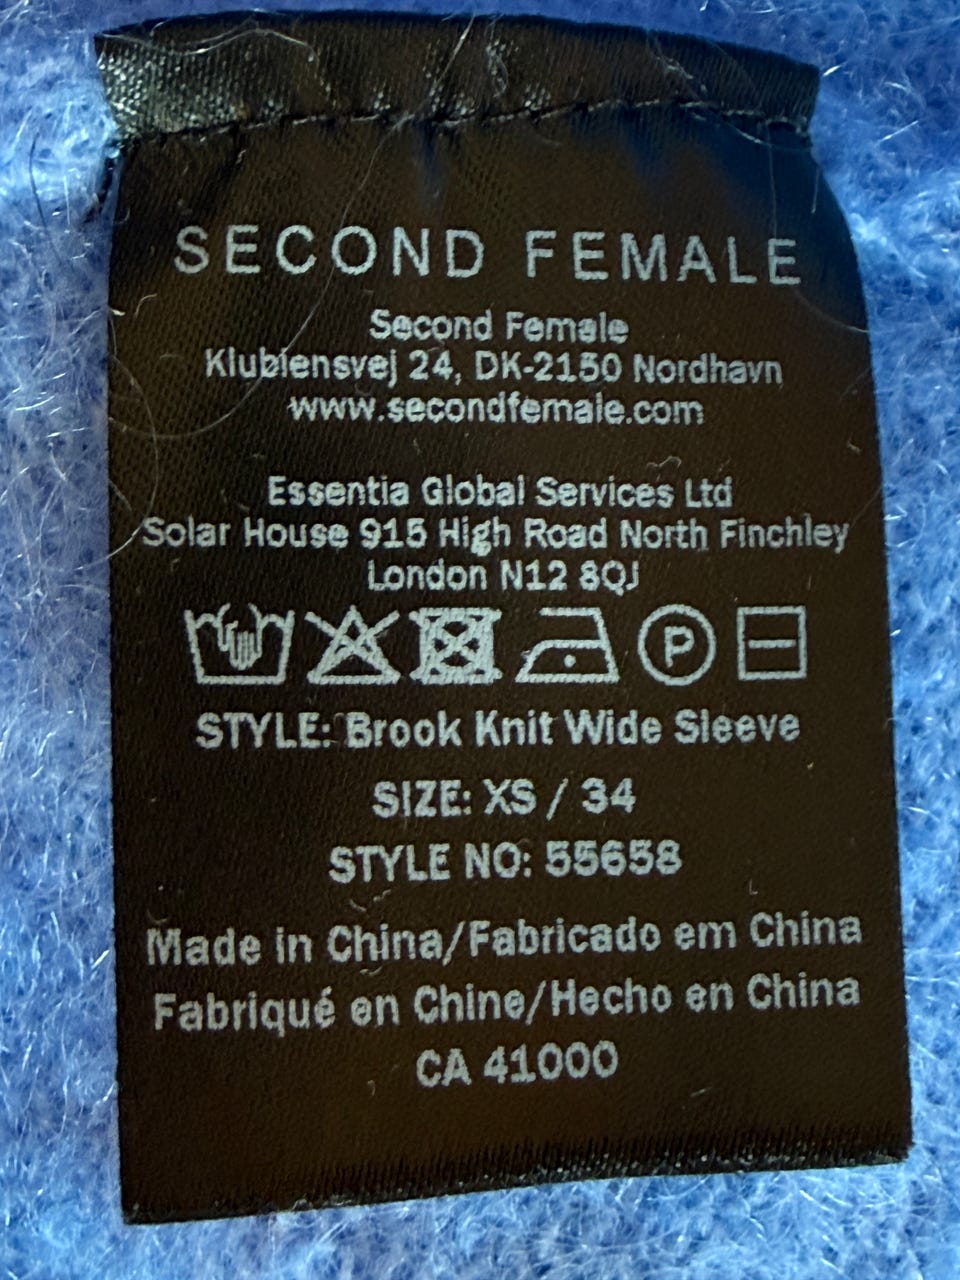 SECOND FEMALE
Second Female
Klubiensvej 24, DK-2150 Nordhavn
www.secondfemale.com
Essentia Global Services Ltd
Solar House 915 High Road North Finchley
London N12 8QJ
P
STYLE: Brook Knit Wide Sleeve
SIZE: XS / 34
STYLE NO: 55658
Made in China/Fabricado em China
Fabriqué en Chine/Hecho en China
CA 41000